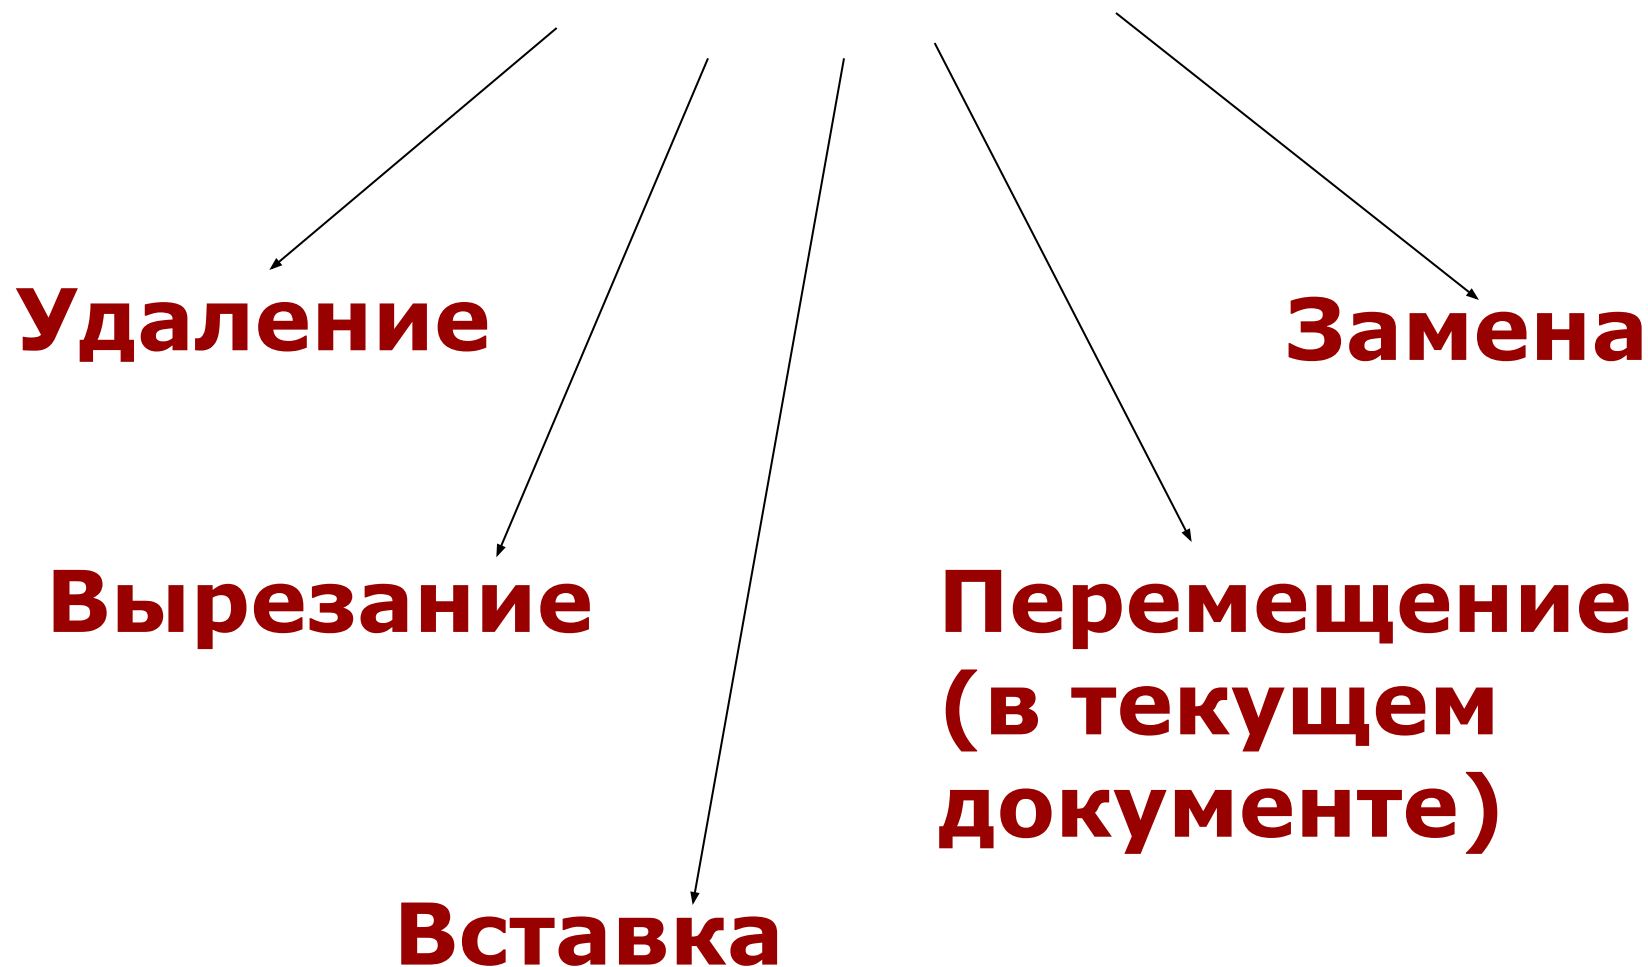 Удаление
Замена
Вырезание
Перемещение
(в текущем
документе)
Вставка